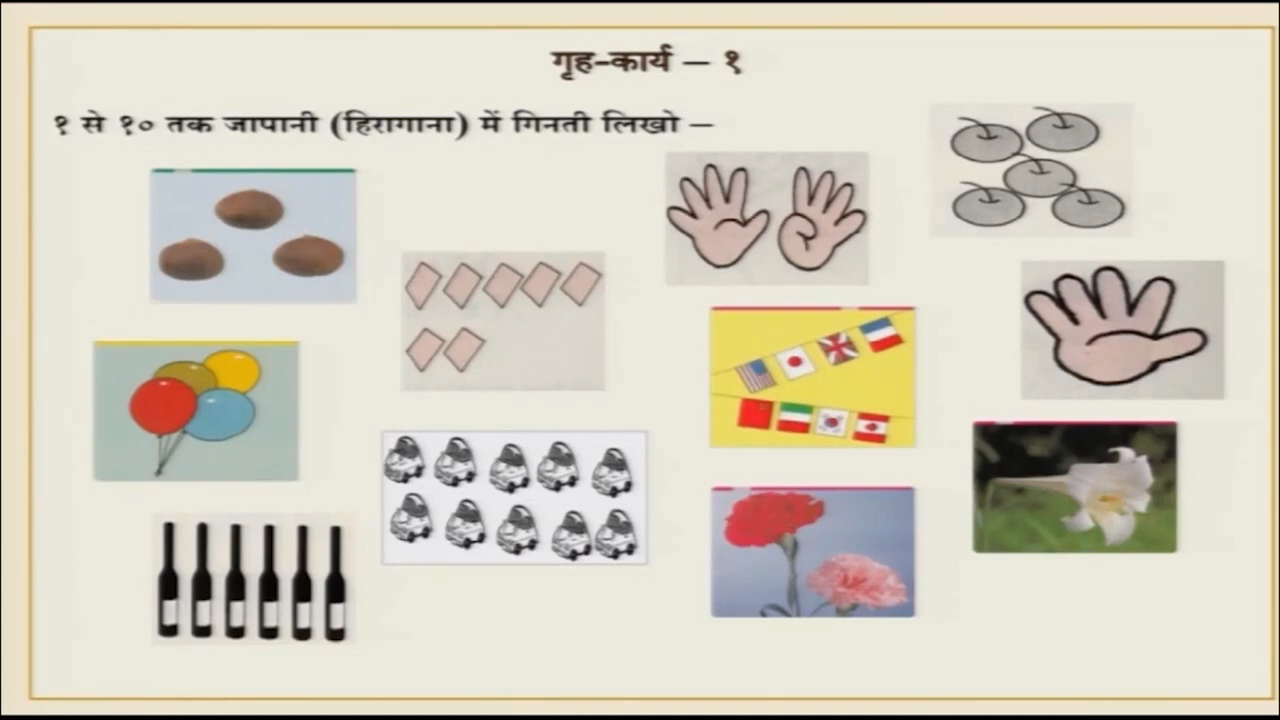 गृह-कार्य – १
१ से १० तक जापानी (हिरागाना) में गिनती लिखो –